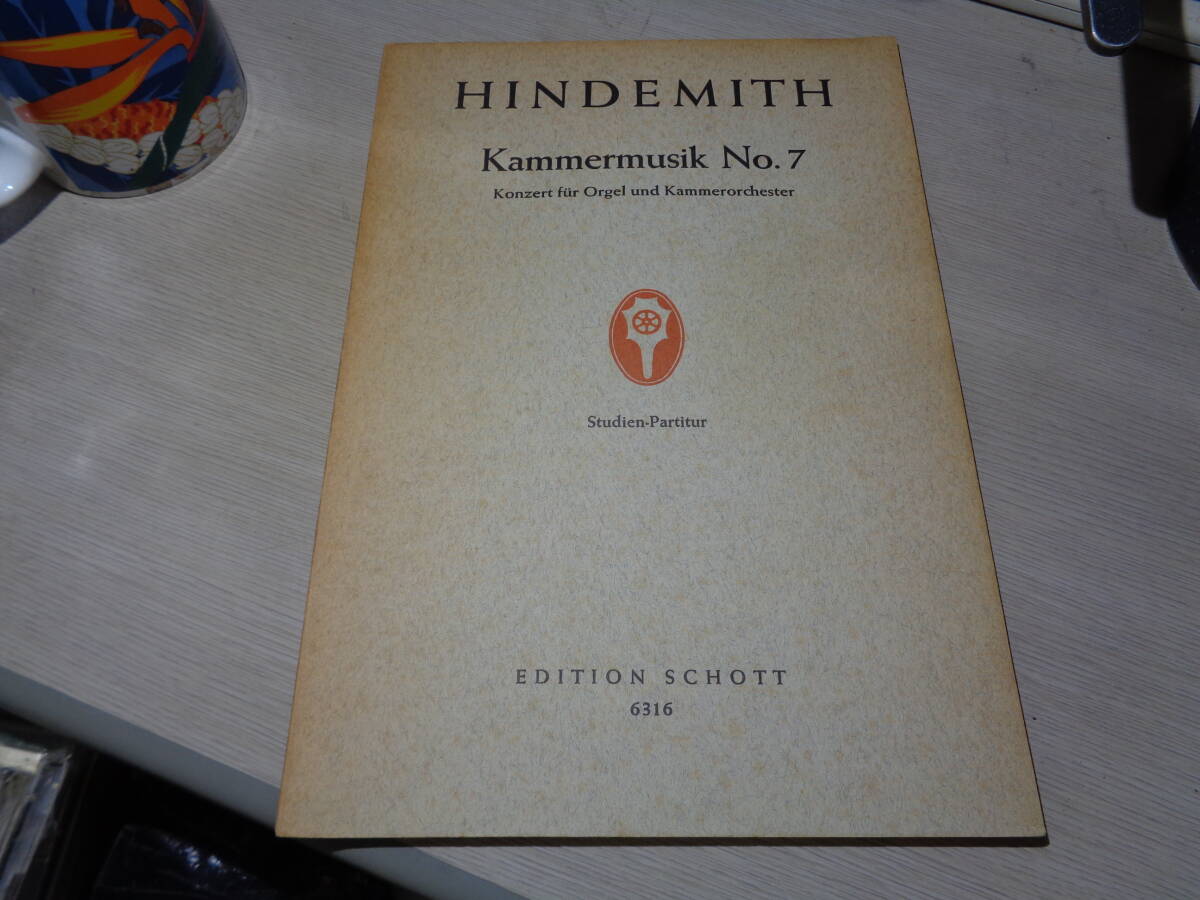 HINDEMITH
Kammermusik No. 7
Konzert für Orgel und Kammerorchester
Studien-Partitur
EDITION SCHOTT
6316